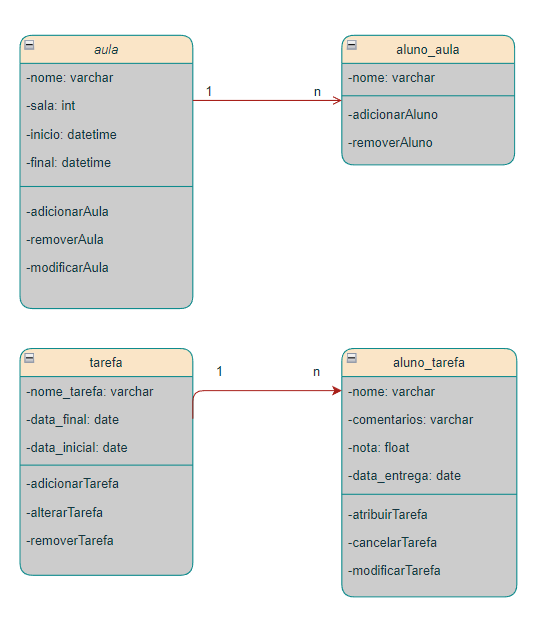 aula
-nome: varchar
-sala: int
-inicio: datetime
-final: datetime
-adicionarAula
-removerAula
-modificarAula
1
n
aluno_aula
-nome: varchar
-adicionarAluno
-removerAluno
tarefa
-nome_tarefa: varchar
-data_final: date
-data_inicial: date
-adicionarTarefa
-alterarTarefa
-removerTarefa
1
n
aluno_tarefa
-nome: varchar
-comentarios: varchar
-nota: float
-data_entrega: date
-atribuirTarefa
-cancelarTarefa
-modificarTarefa